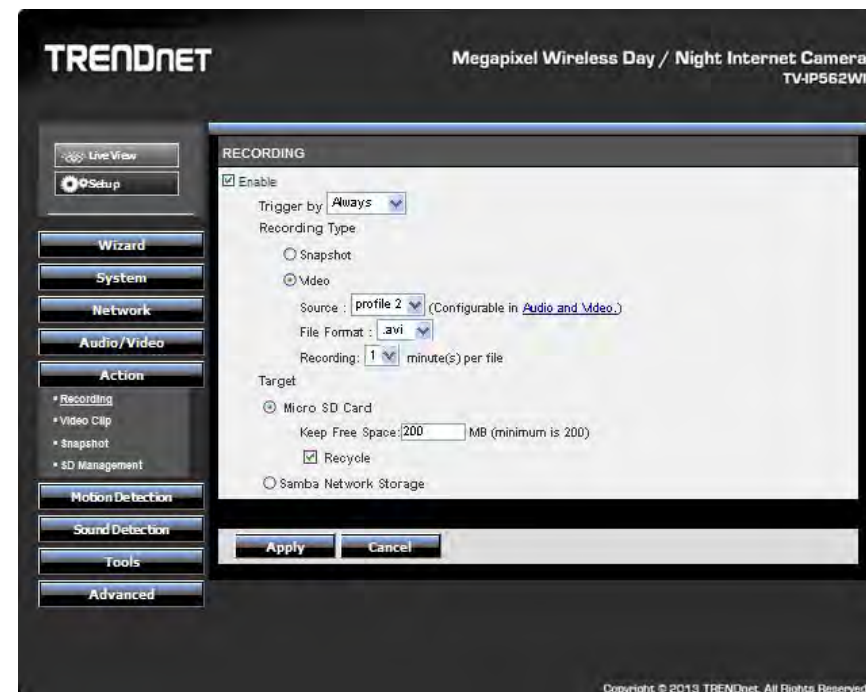 TRENDNET
Megapixel Wireless Day / Night Internet Camera
TV-IP562WI
Live View
Setup
Wizard
System
Network
Audio/Video
Action
Recording
Video Clip
Snapshot
SD Management
Motion Detection
Sound Detection
Tools
Advanced
RECORDING
Enable
Trigger by Always
Recording Type
Snapshot
Video
Source : profile 2 (Configurable in Audio and Video.)
File Format : .avi
Recording: 1 minute(s) per file
Target
Micro SD Card
Keep Free Space: 200 MB (minimum is 200)
Recycle
Samba Network Storage
Apply Cancel
Copyright © 2013 TRENDnet. All Rights Reserved